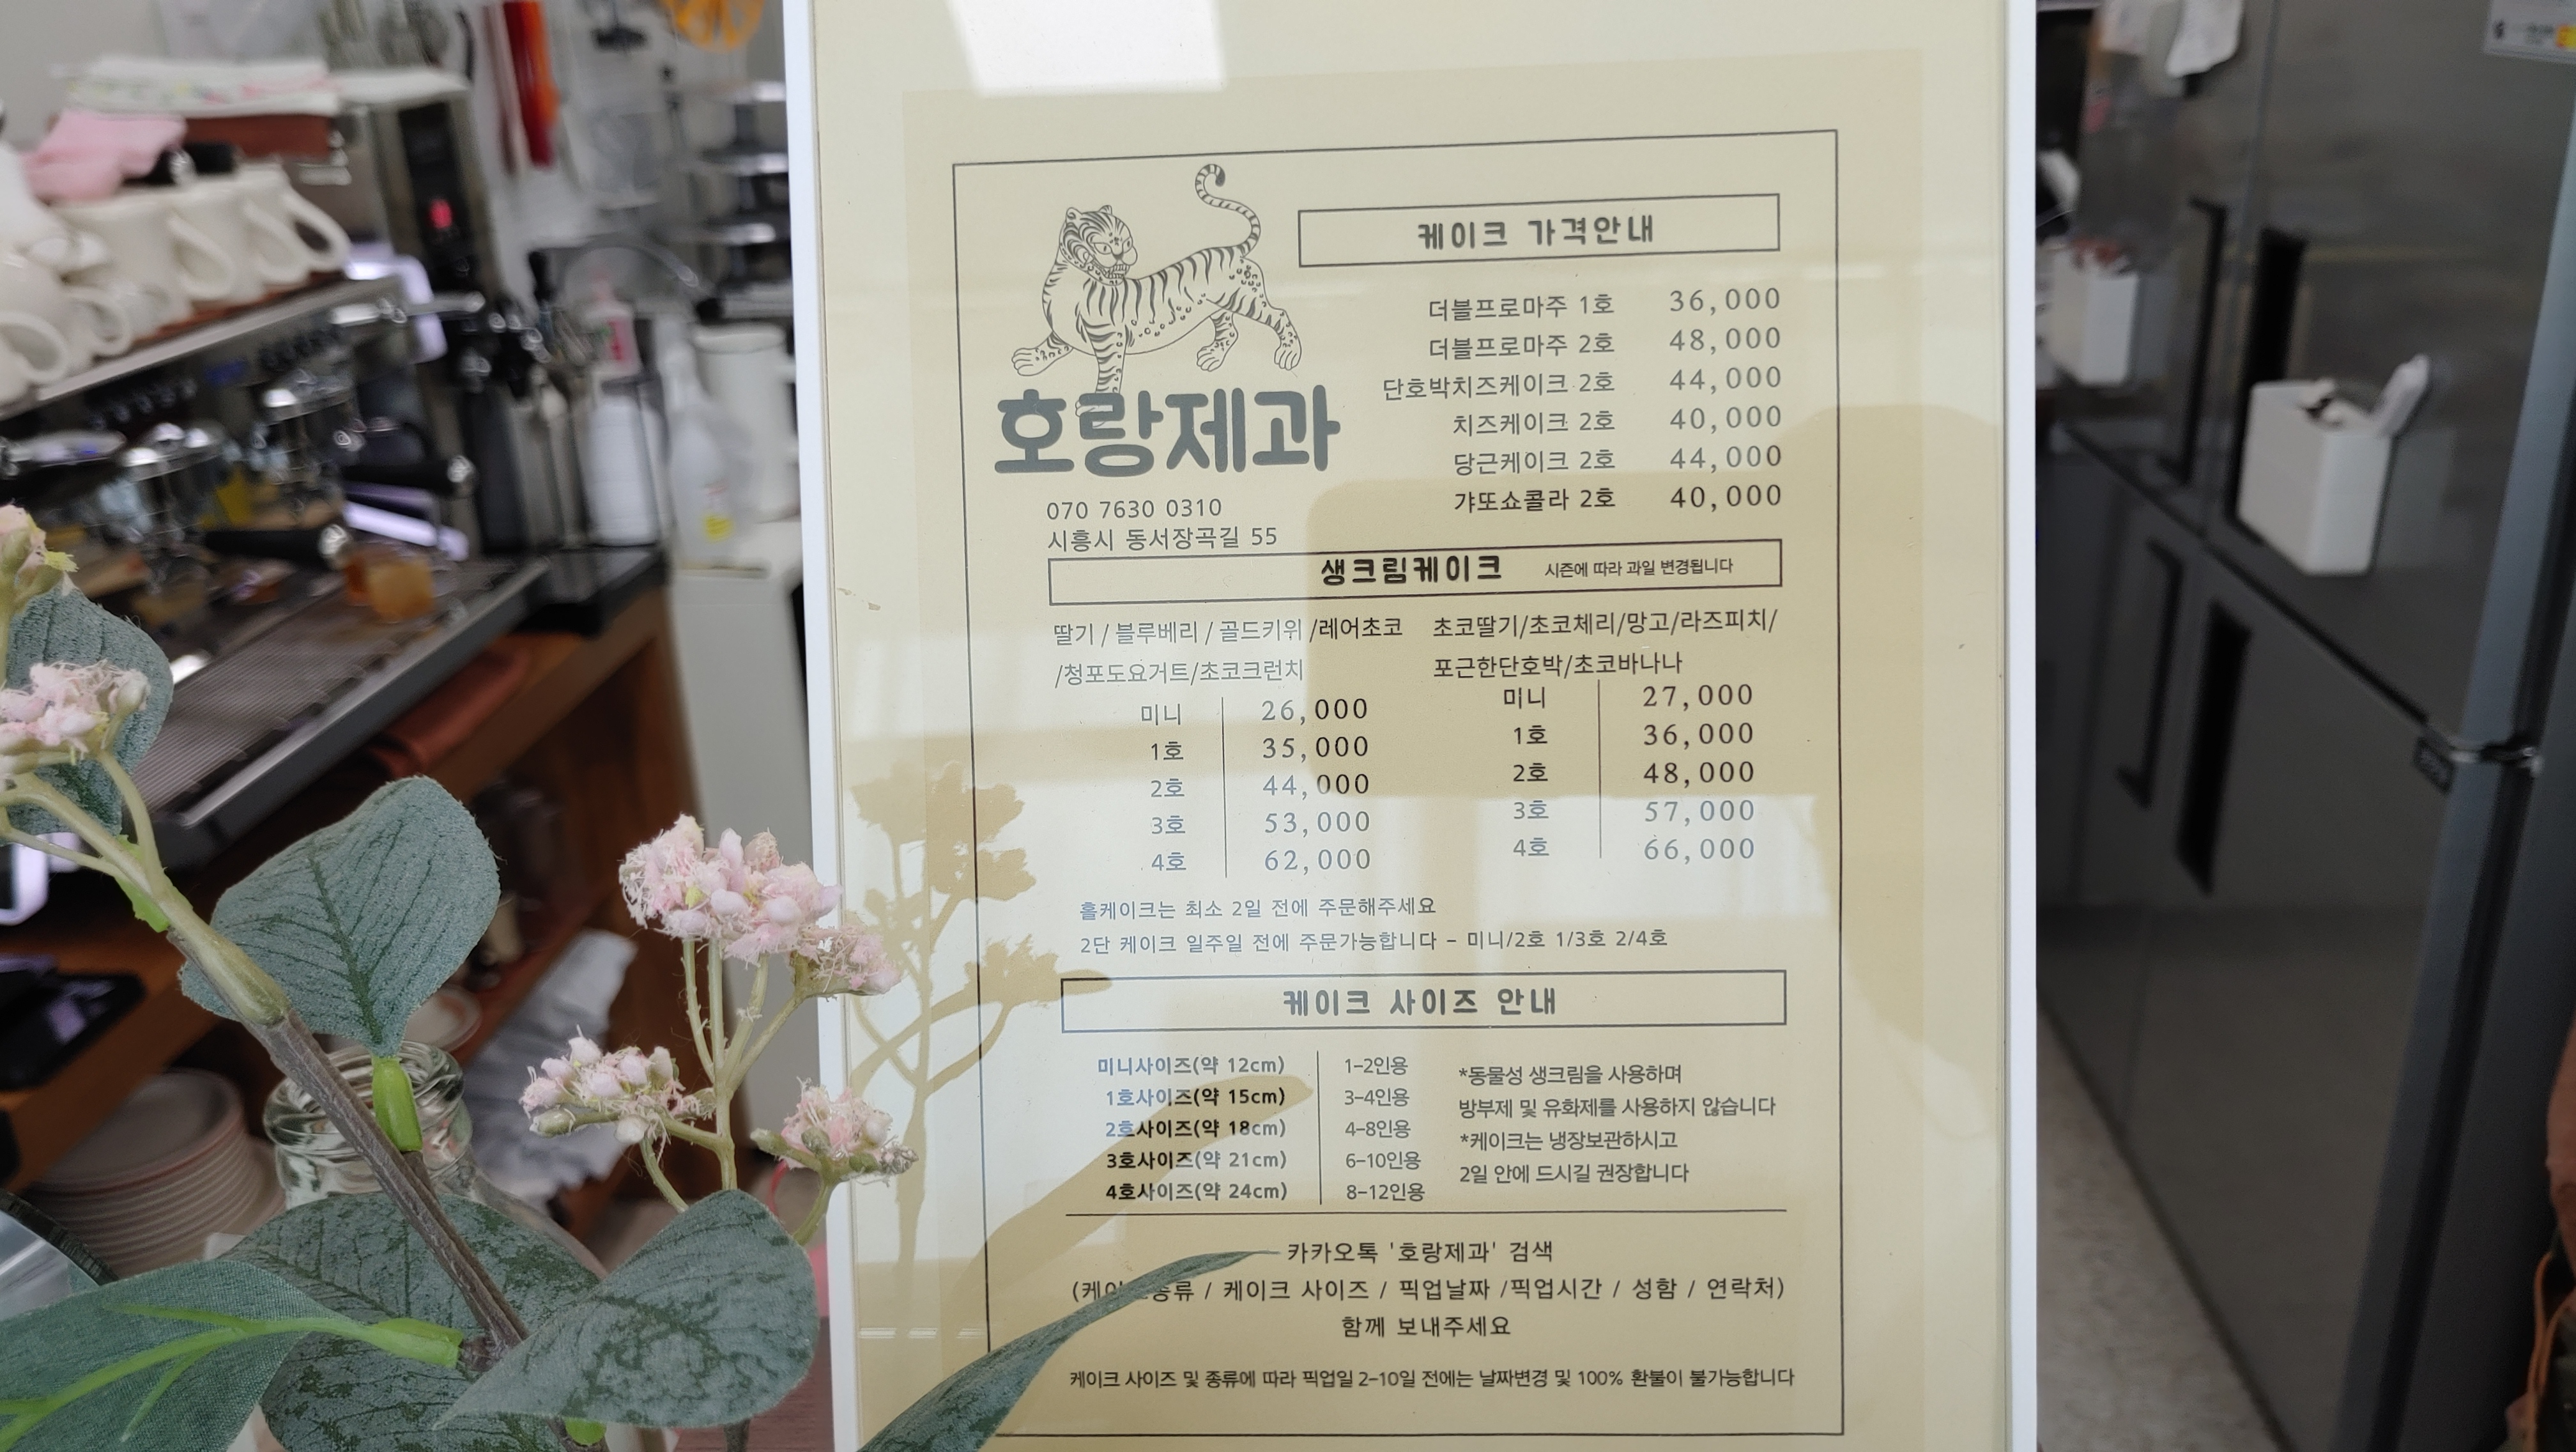 케이크 가격안내
더블프로마주 1호 36,000
더블프로마주 2호 48,000
단호박치즈케이크 2호 44,000
치즈케이크 2호 40,000
당근케이크 2호 44,000
갸또쇼콜라 2호 40,000
호랑제과
070 7630 0310
시흥시 동서장곡길 55
생크림케이크 시즌에 따라 과일 변경됩니다
딸기 / 블루베리 / 골드키위 /레어초코
/청포도요거트/초코크런치
미니 26,000
1호 35,000
2호 44,000
3호 53,000
4호 62,000
초코딸기/초코체리/망고/라즈피치/
포근한단호박/초코바나나
미니 27,000
1호 36,000
2호 48,000
3호 57,000
4호 66,000
홀케이크는 최소 2일 전에 주문해주세요
2단 케이크 일주일 전에 주문가능합니다 - 미니/2호 1/3호 2/4호
케이크 사이즈 안내
미니사이즈(약 12cm) 1-2인용
1호사이즈(약 15cm) 3-4인용
2호사이즈(약 18cm) 4-8인용
3호사이즈(약 21cm) 6-10인용
4호사이즈(약 24cm) 8-12인용
*동물성 생크림을 사용하며
방부제 및 유화제를 사용하지 않습니다
*케이크는 냉장보관하시고
2일 안에 드시길 권장합니다
카카오톡 '호랑제과' 검색
/ 케이크 사이즈 / 픽업날짜 /픽업시간 / 성함 / 연락처)
함께 보내주세요
케이크 사이즈 및 종류에 따라 픽업일 2-10일 전에는 날짜변경 및 100% 환불이 불가능합니다